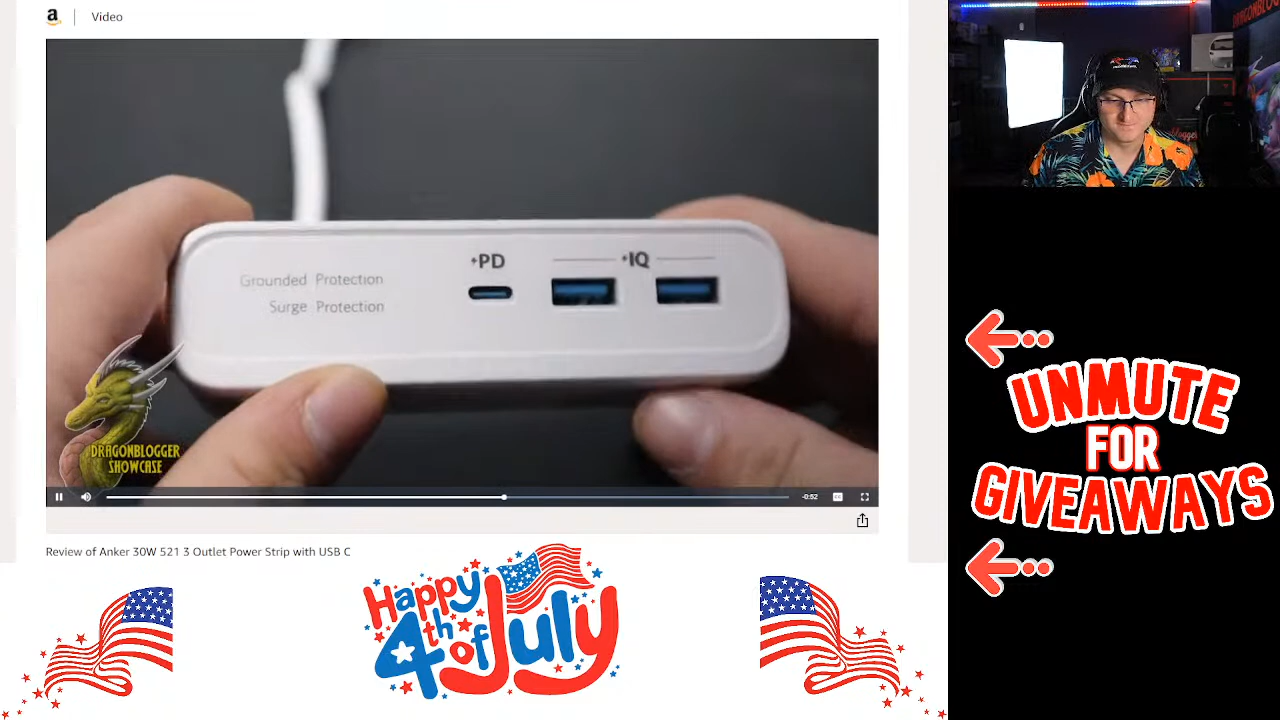 a
Video
+PD
+IQ
Grounded Protection
Surge Protection
DRAGONBLOGGER
SHOWCASE
-0:52
CC
Review of Anker 30W 521 3 Outlet Power Strip with USB C
Happy
4th
of July
UNMUTE
FOR
GIVEAWAYS